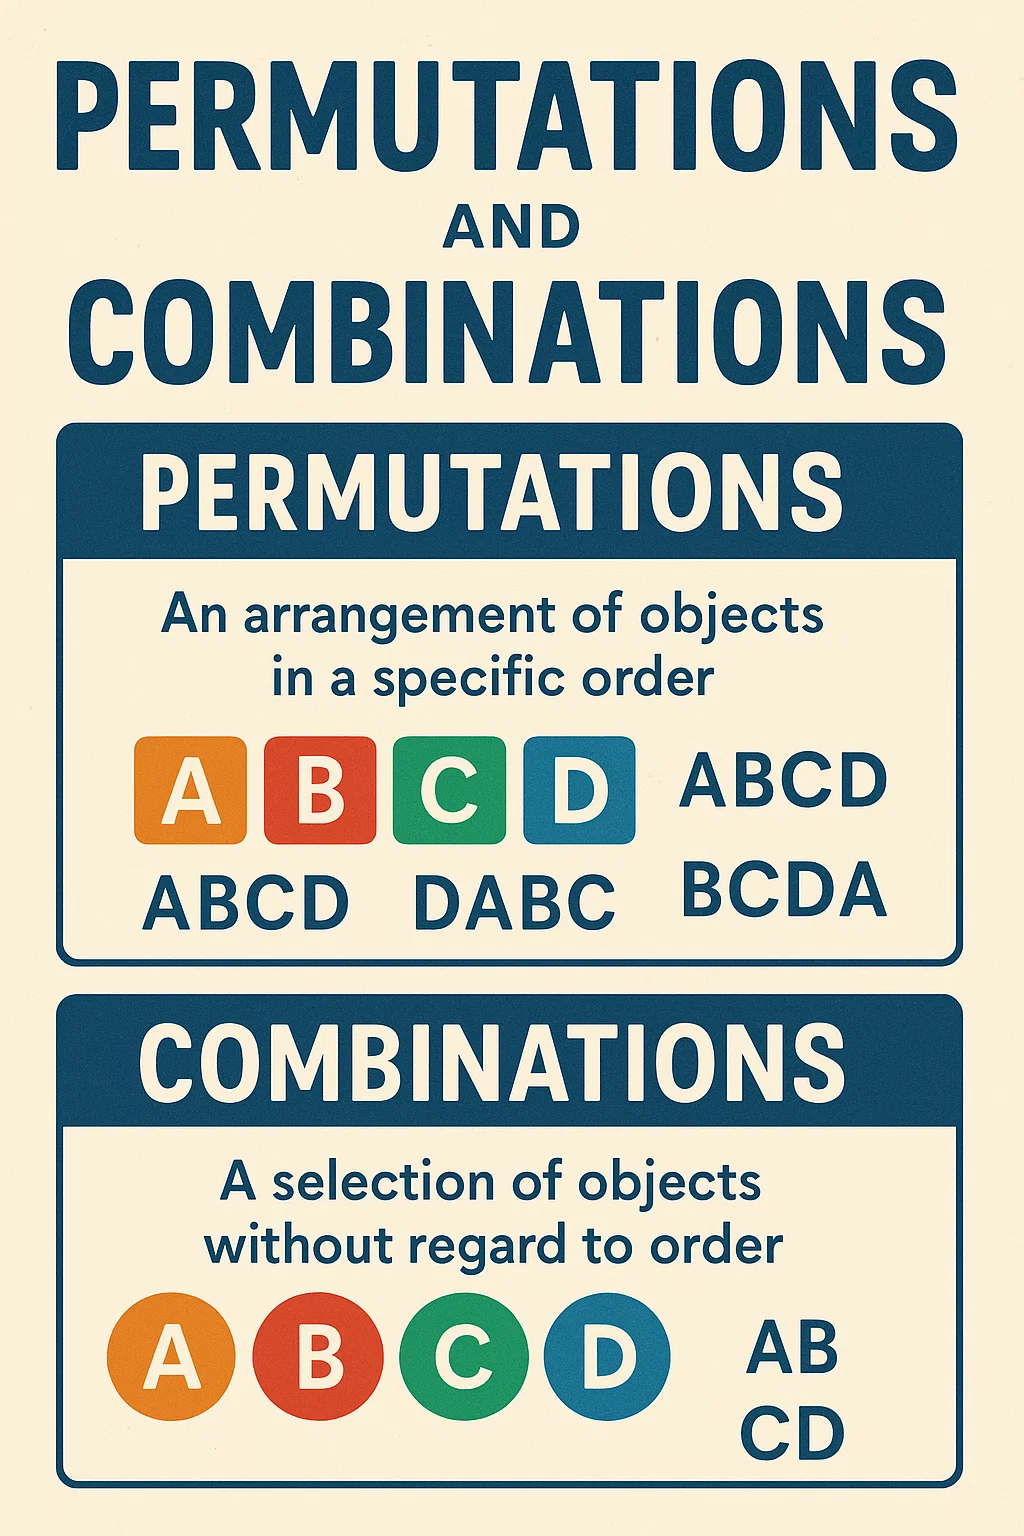 PERMUTATIONS
AND
COMBINATIONS
PERMUTATIONS
An arrangement of objects
in a specific order
A B C D ABCD
ABCD DABC BCDA
COMBINATIONS
A selection of objects
without regard to order
A B C D AB
CD